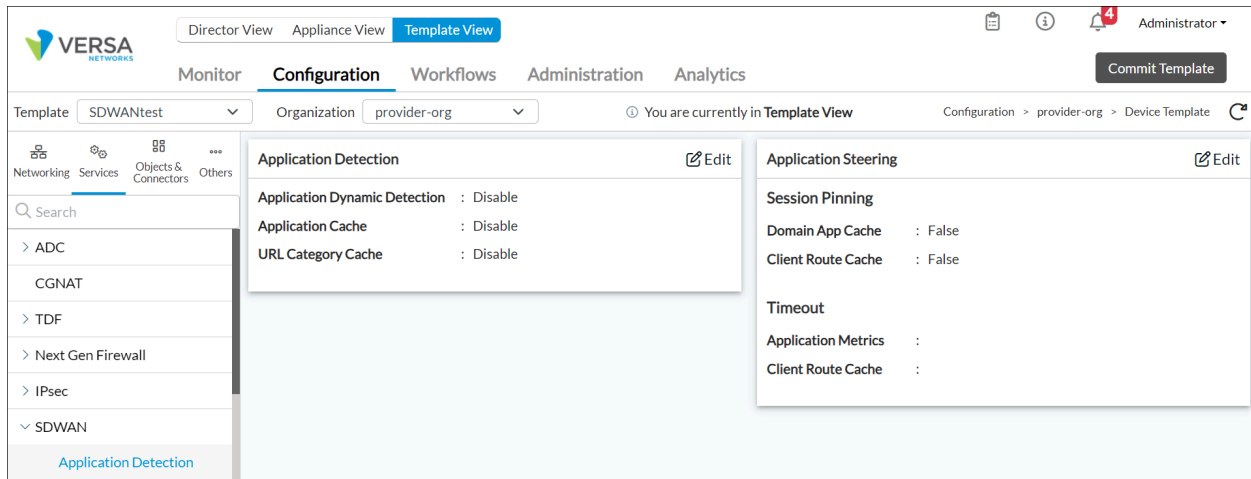 VERSA
NETWORKS
Director View Appliance View Template View
4
Administrator
Monitor Configuration Workflows Administration Analytics
Commit Template
Template SDWANtest Organization provider-org You are currently in Template View Configuration > provider-org > Device Template
Networking Services Objects & Connectors Others
Search
ADC
CGNAT
TDF
Next Gen Firewall
IPsec
SDWAN
Application Detection
Application Detection Edit
Application Dynamic Detection : Disable
Application Cache : Disable
URL Category Cache : Disable
Application Steering Edit
Session Pinning
Domain App Cache : False
Client Route Cache : False
Timeout
Application Metrics :
Client Route Cache :